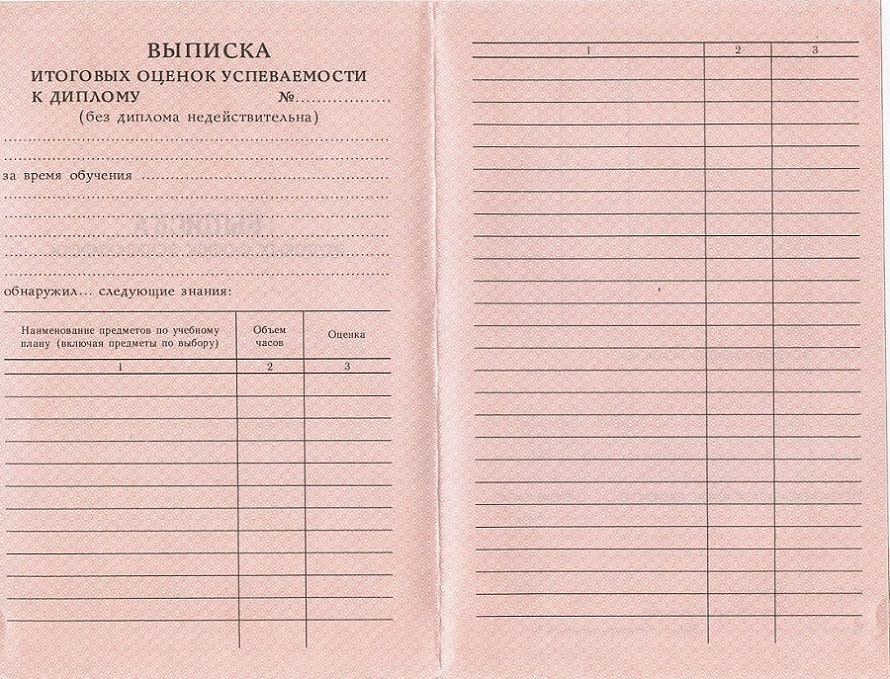 ВЫПИСКА
ИТОГОВЫХ ОЦЕНОК УСПЕВАЕМОСТИ
К ДИПЛОМУ №..................
(без диплома недействительна)
за время обучения
обнаружил... следующие знания:
Наименование предметов по учебному
плану (включая предметы по выбору)
Объем
часов
Оценка
1 2 3
1 2 3